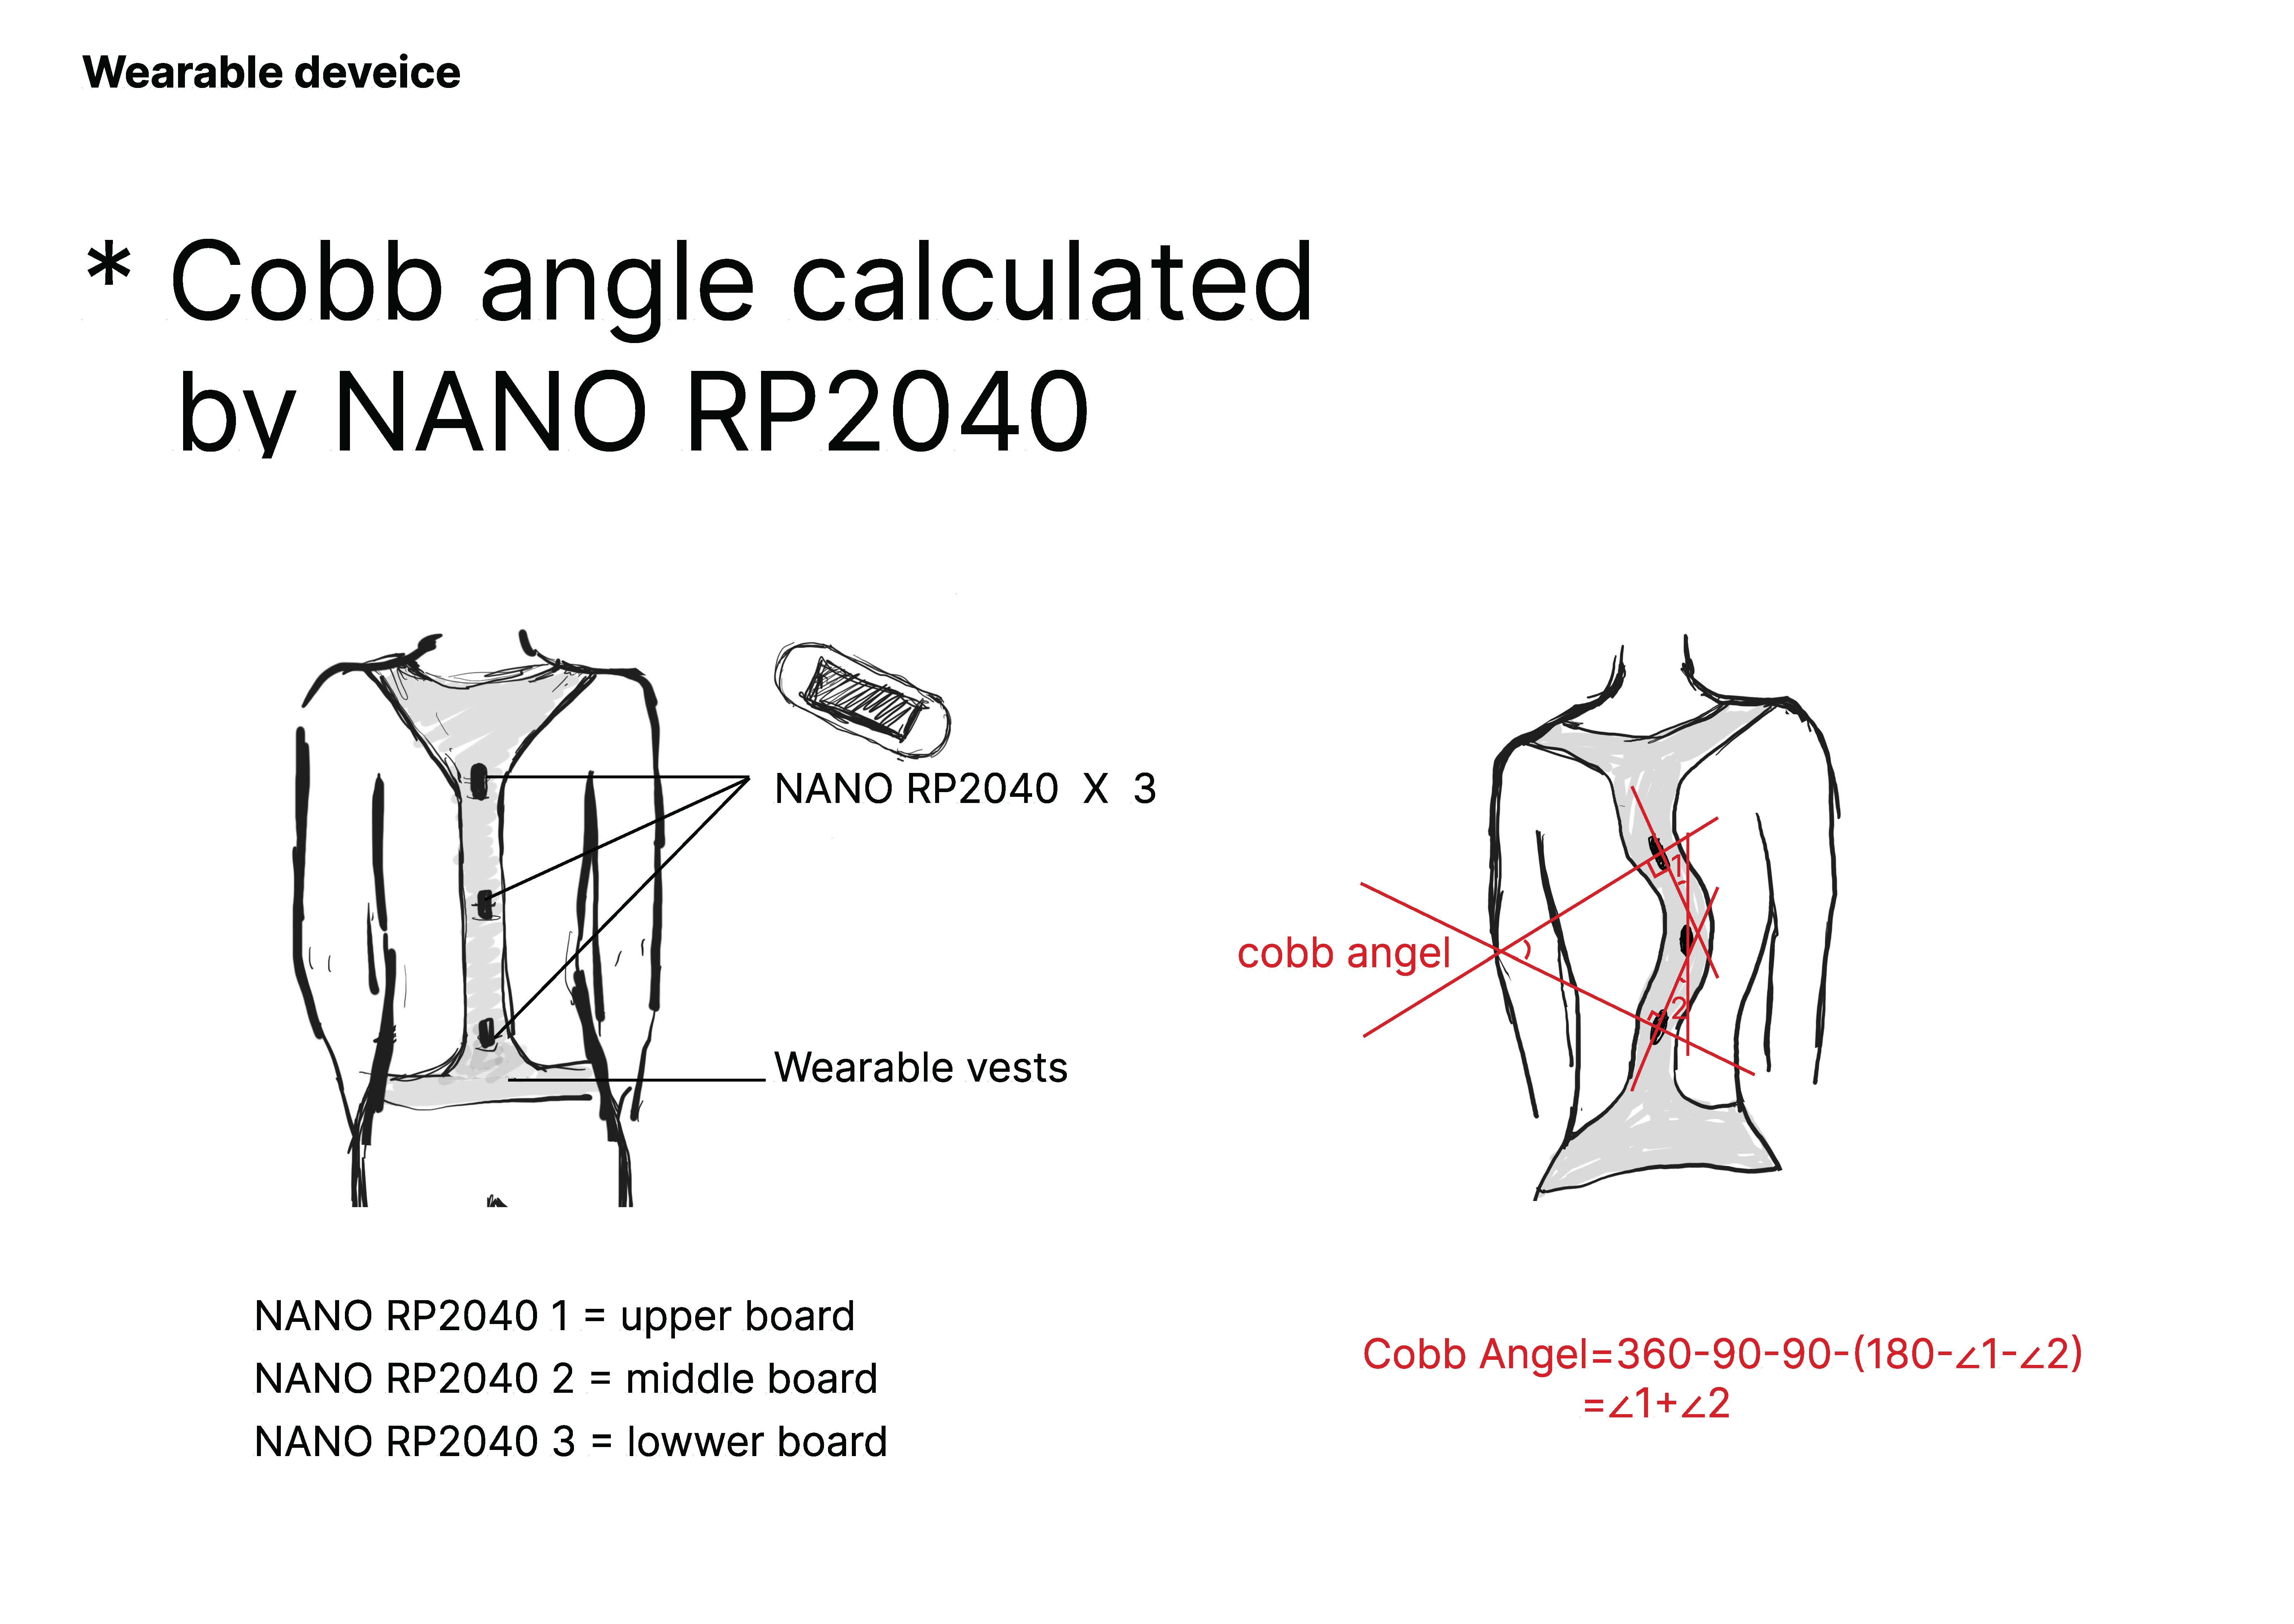 Wearable deveice
* Cobb angle calculated
by NANO RP2040
NANO RP2040 X 3
Wearable vests
1
cobb angel
2
NANO RP2040 1 = upper board
NANO RP2040 2 = middle board
NANO RP2040 3 = lowwer board
Cobb Angel=360-90-90-(180-∠1-∠2)
=∠1+∠2